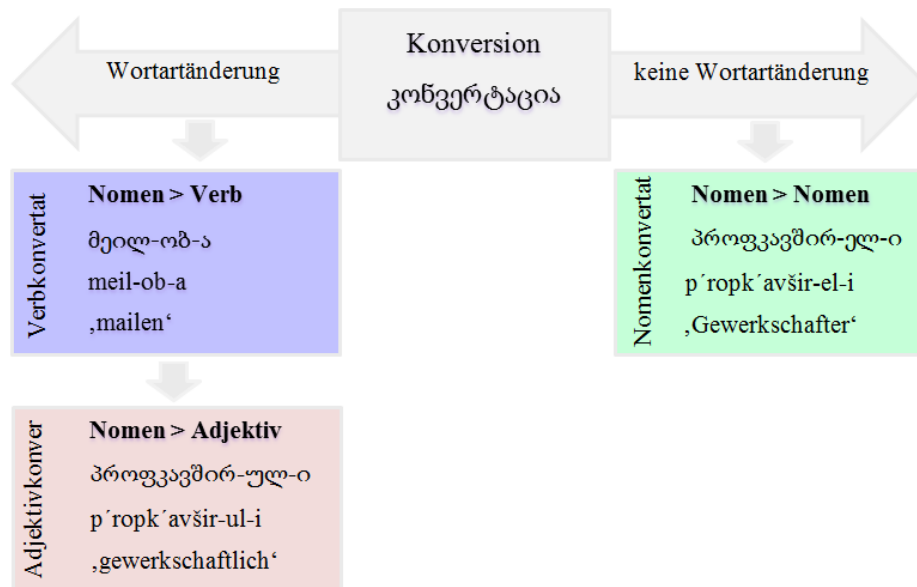 Konversion
კონვერტაცია
Wortartänderung
keine Wortartänderung
Verbkonvertat
Nomen > Verb
მეილ-ობ-ა
meil-ob-a
‚mailen‘
Nomenkonvertat
Nomen > Nomen
პროფკავშირ-ელ-ი
p´ropk´avšir-el-i
‚Gewerkschafter‘
Adjektivkonver
Nomen > Adjektiv
პროფკავშირ-ულ-ი
p´ropk´avšir-ul-i
‚gewerkschaftlich‘